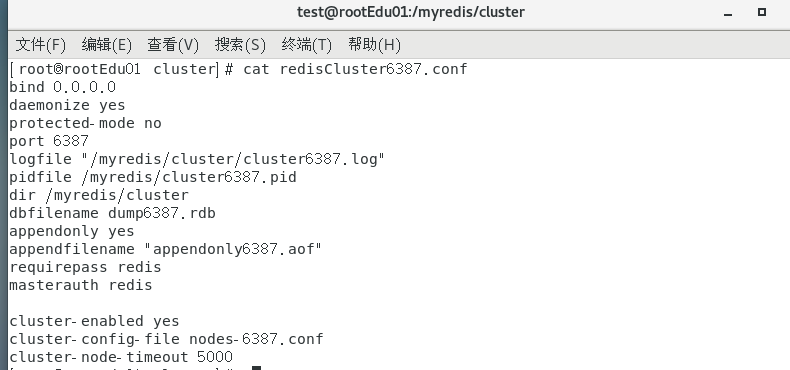 test@rootEdu01:/myredis/cluster
文件(F) 编辑(E) 查看(V) 搜索(S) 终端(T) 帮助(H)
[root@rootEdu01 cluster]# cat redisCluster6387.conf
bind 0.0.0.0
daemonize yes
protected-mode no
port 6387
logfile "/myredis/cluster/cluster6387.log"
pidfile /myredis/cluster6387.pid
dir /myredis/cluster
dbfilename dump6387.rdb
appendonly yes
appendfilename "appendonly6387.aof"
requirepass redis
masterauth redis
cluster-enabled yes
cluster-config-file nodes-6387.conf
cluster-node-timeout 5000